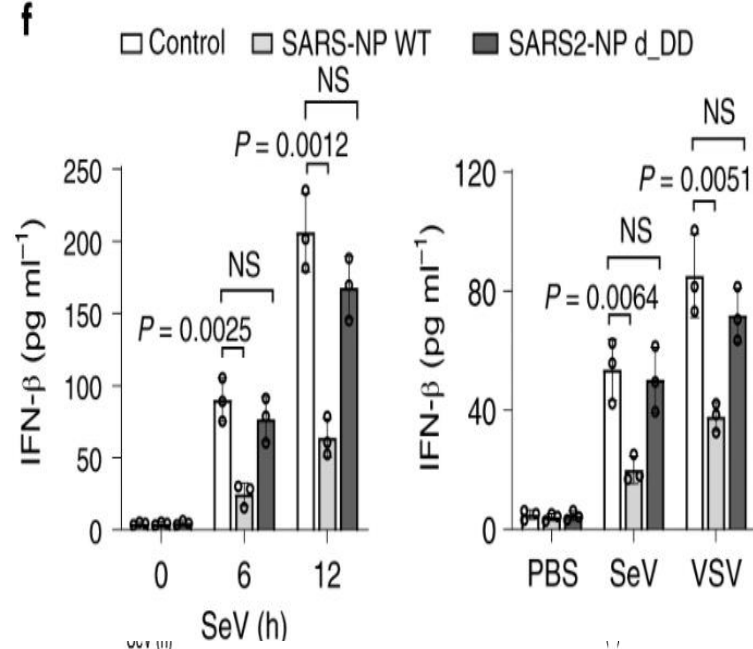 f
Control SARS-NP WT SARS2-NP d_DD
NS
P = 0.0012
NS
P = 0.0025
250
200
150
100
50
0
IFN-β (pg ml⁻¹)
0 6 12
SeV (h)
NS
P = 0.0051
NS
P = 0.0064
120
80
40
0
IFN-β (pg ml⁻¹)
PBS SeV VSV